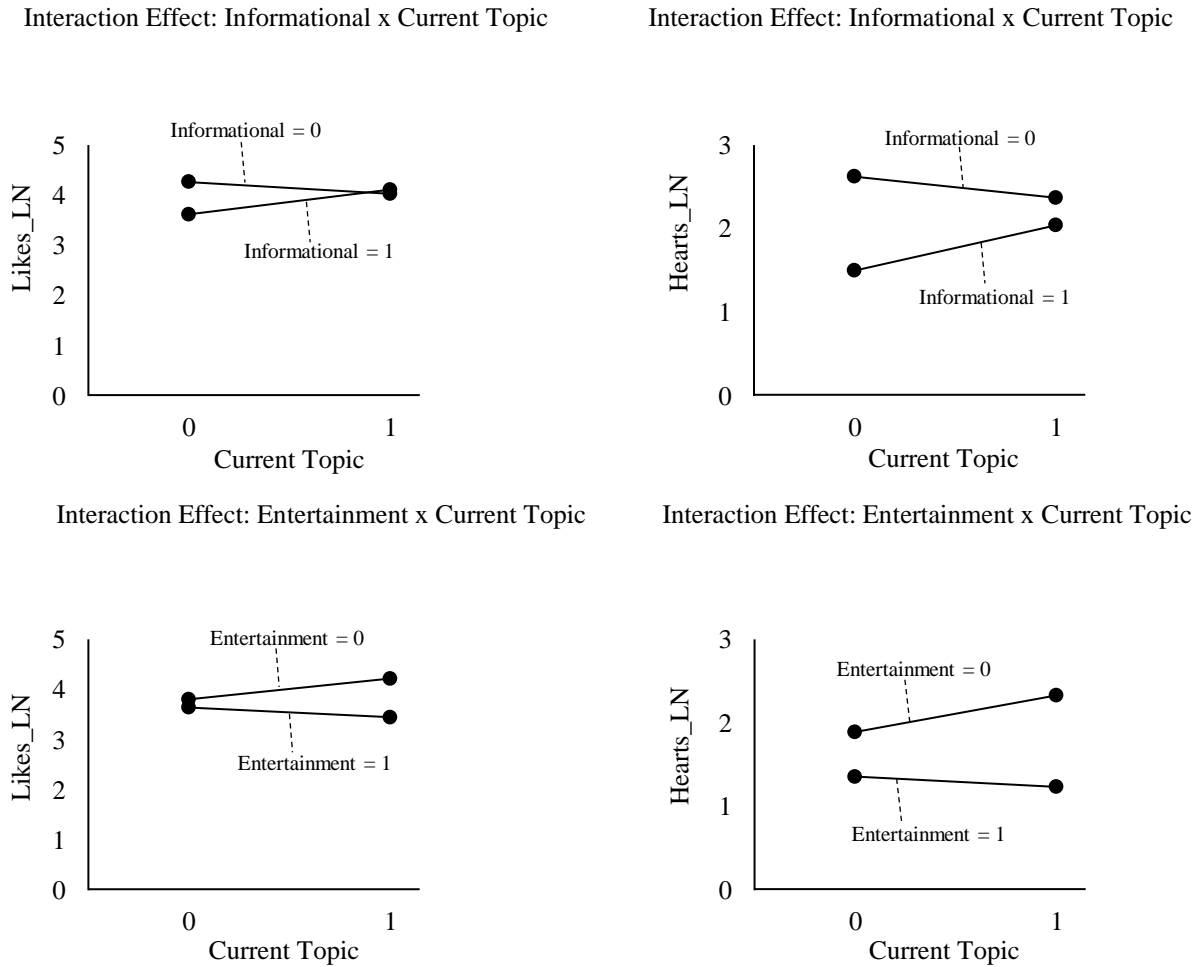 Interaction Effect: Informational x Current Topic
Likes_LN
5
4
3
2
1
0
Informational = 0
Informational = 1
0 1
Current Topic
Interaction Effect: Informational x Current Topic
Hearts_LN
3
2
1
0
Informational = 0
Informational = 1
0 1
Current Topic
Interaction Effect: Entertainment x Current Topic
Likes_LN
5
4
3
2
1
0
Entertainment = 0
Entertainment = 1
0 1
Current Topic
Interaction Effect: Entertainment x Current Topic
Hearts_LN
3
2
1
0
Entertainment = 0
Entertainment = 1
0 1
Current Topic